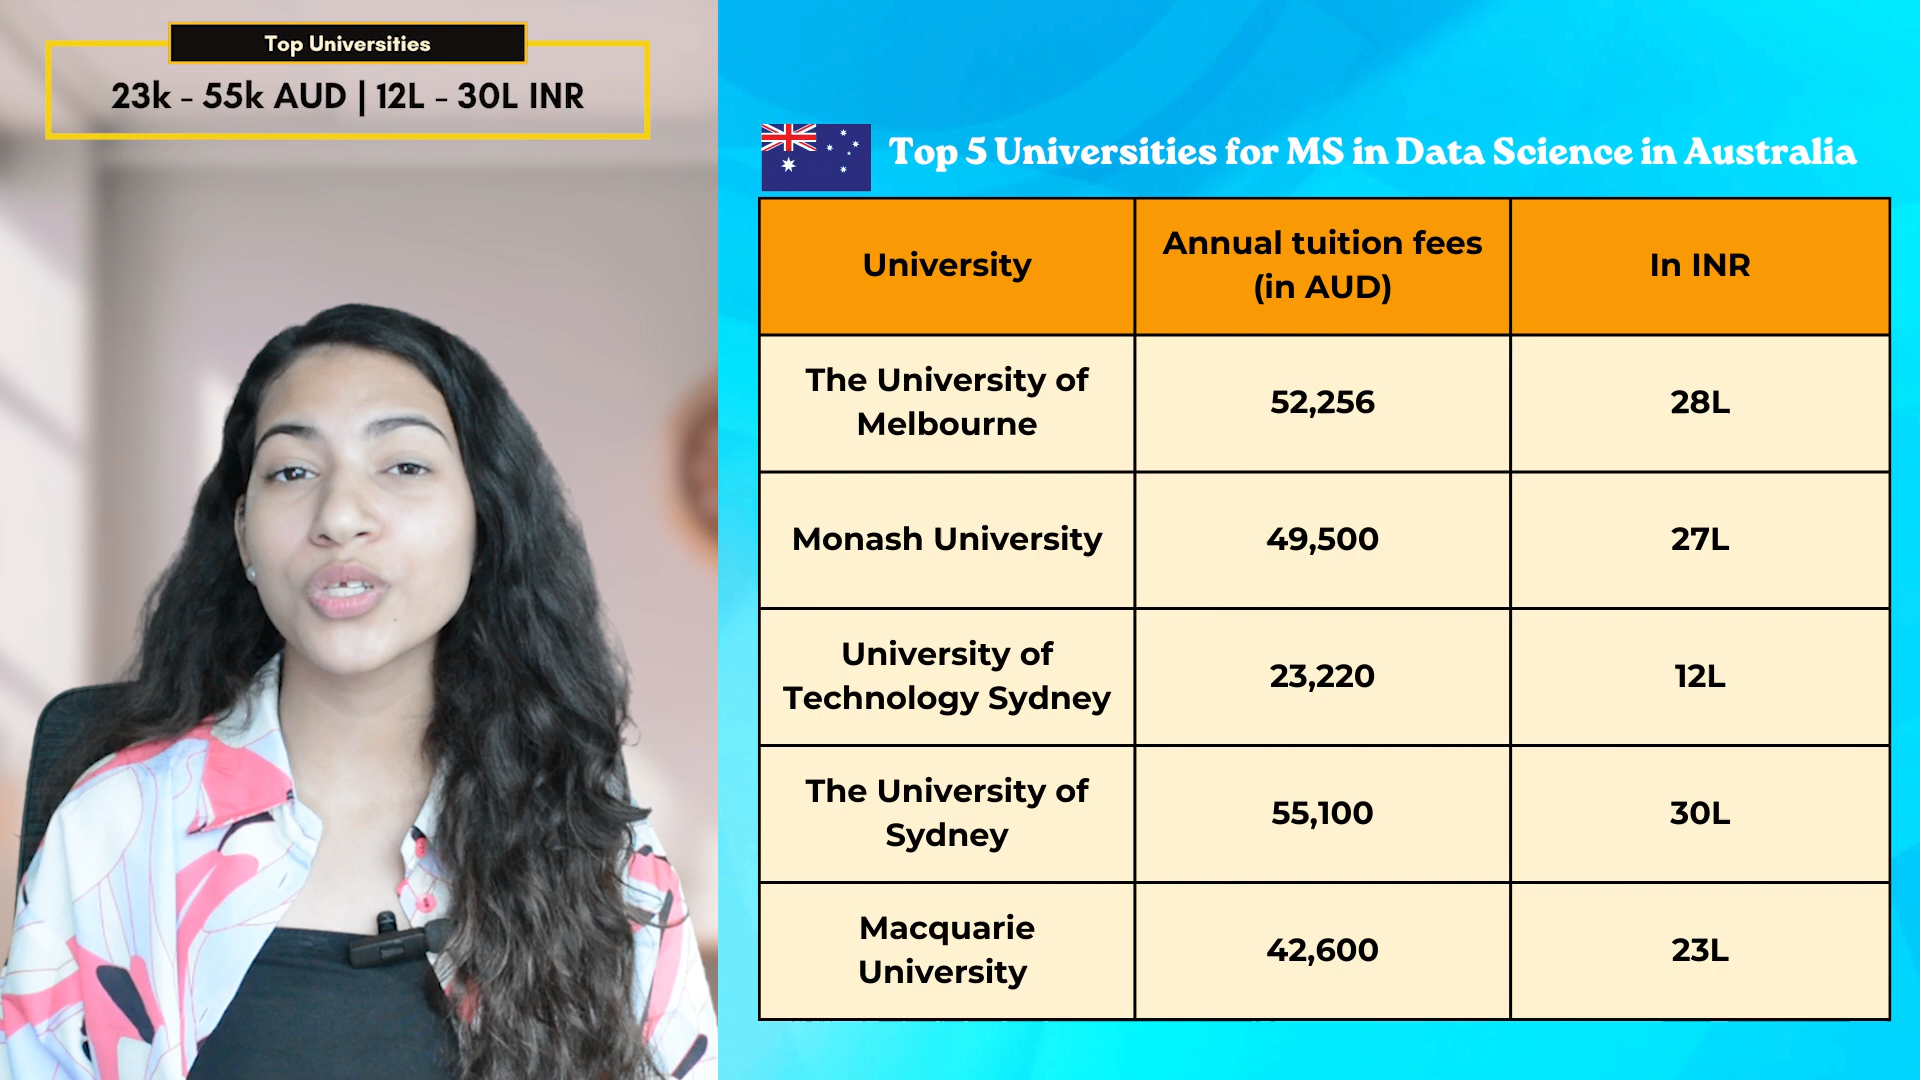 Top Universities
23k - 55k AUD | 12L - 30L INR
Top 5 Universities for MS in Data Science in Australia
University
Annual tuition fees
(in AUD)
In INR
The University of
Melbourne
52,256
28L
Monash University
49,500
27L
University of
Technology Sydney
23,220
12L
The University of
Sydney
55,100
30L
Macquarie
University
42,600
23L